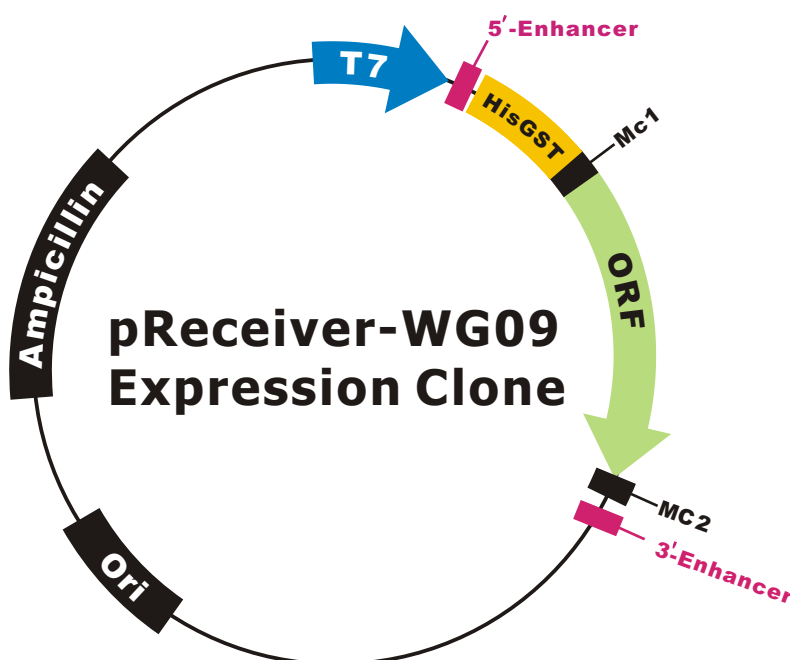 T7
5'-Enhancer
HisGST
Mc1
ORF
MC2
3'-Enhancer
Ori
Ampicillin
pReceiver-WG09
Expression Clone